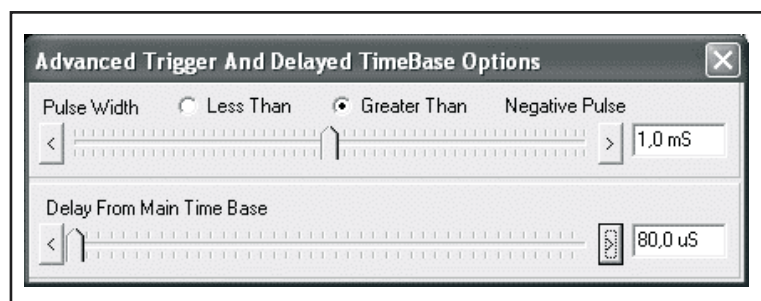 Advanced Trigger And Delayed TimeBase Options
Pulse Width Less Than Greater Than Negative Pulse
< > 1,0 mS
Delay From Main Time Base
< > 80,0 uS